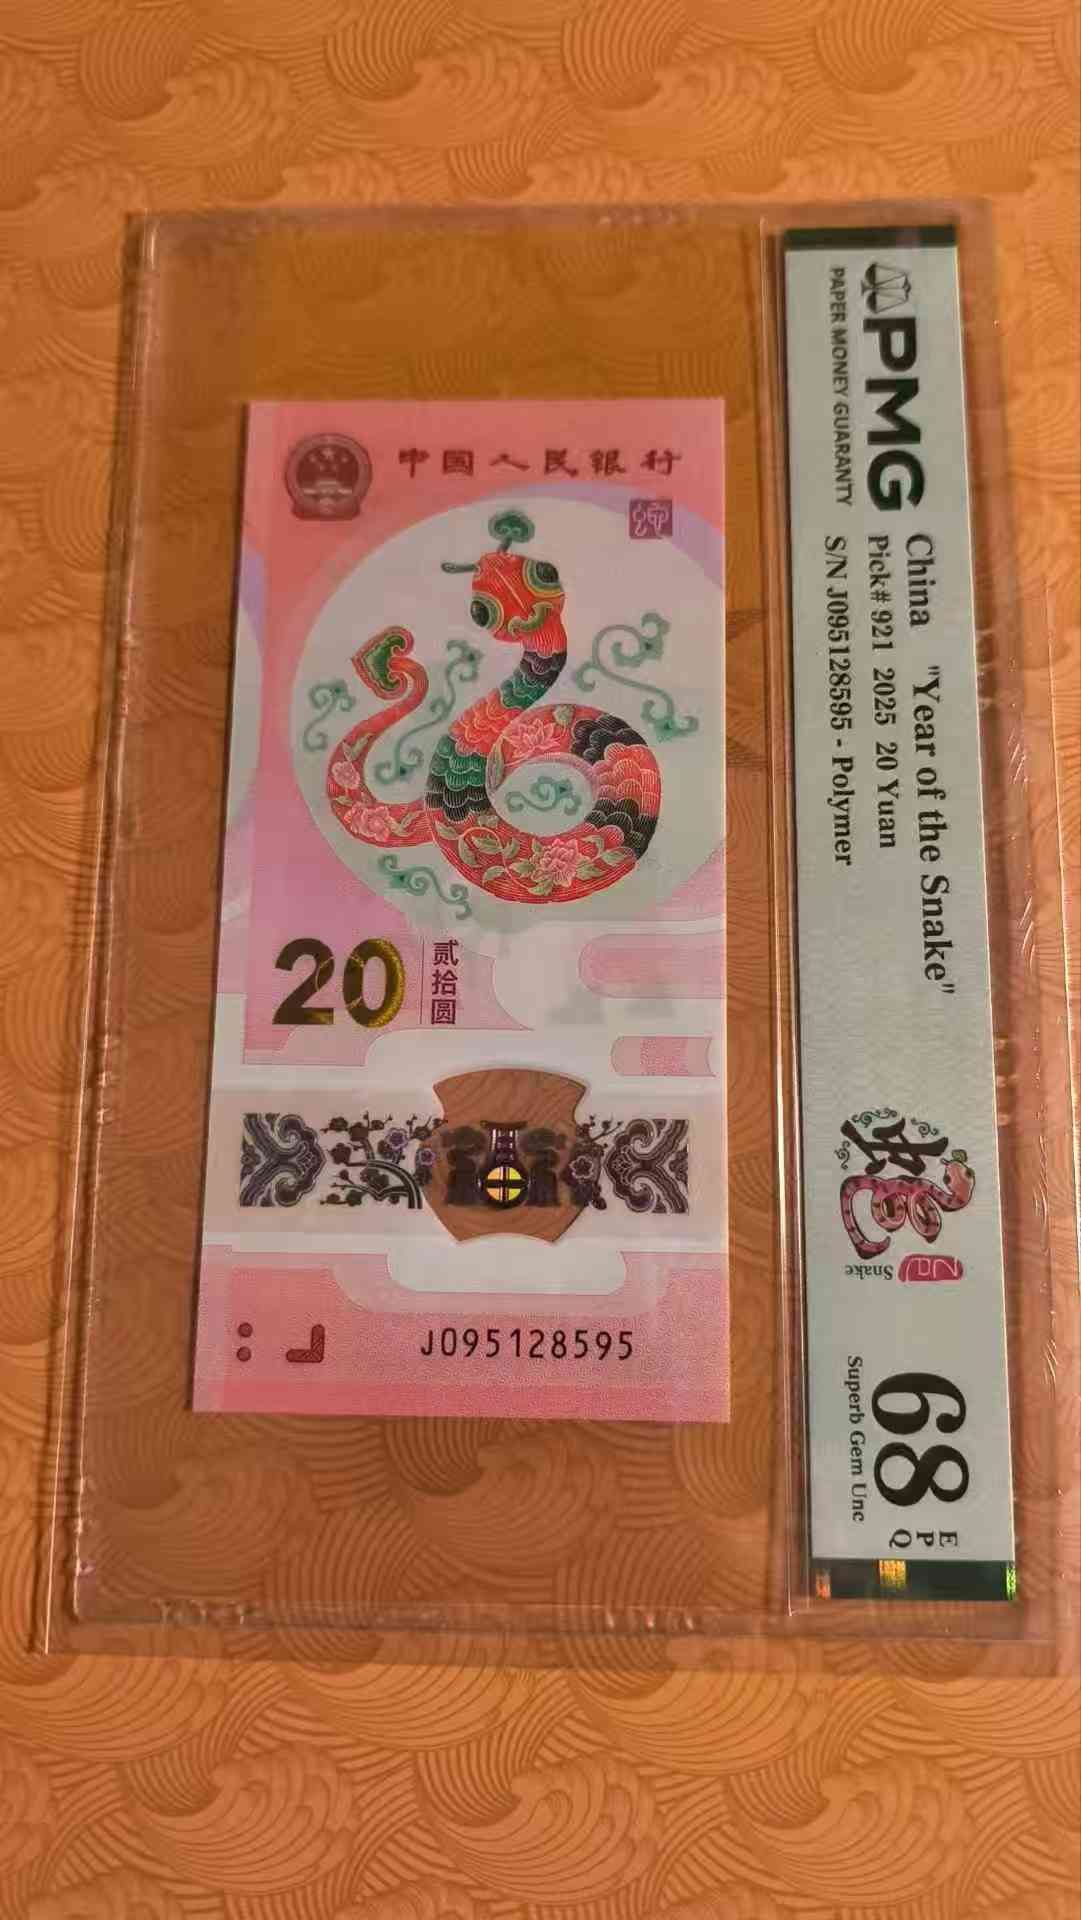 中国人民银行
20
贰拾圆
J095128595
PMG
PAPER MONEY GUARANTY
China "Year of the Snake"
Pick# 921 2025 20 Yuan
S/N J095128595 - Polymer
蛇
Snake
68
EPQ
Superb Gem Unc